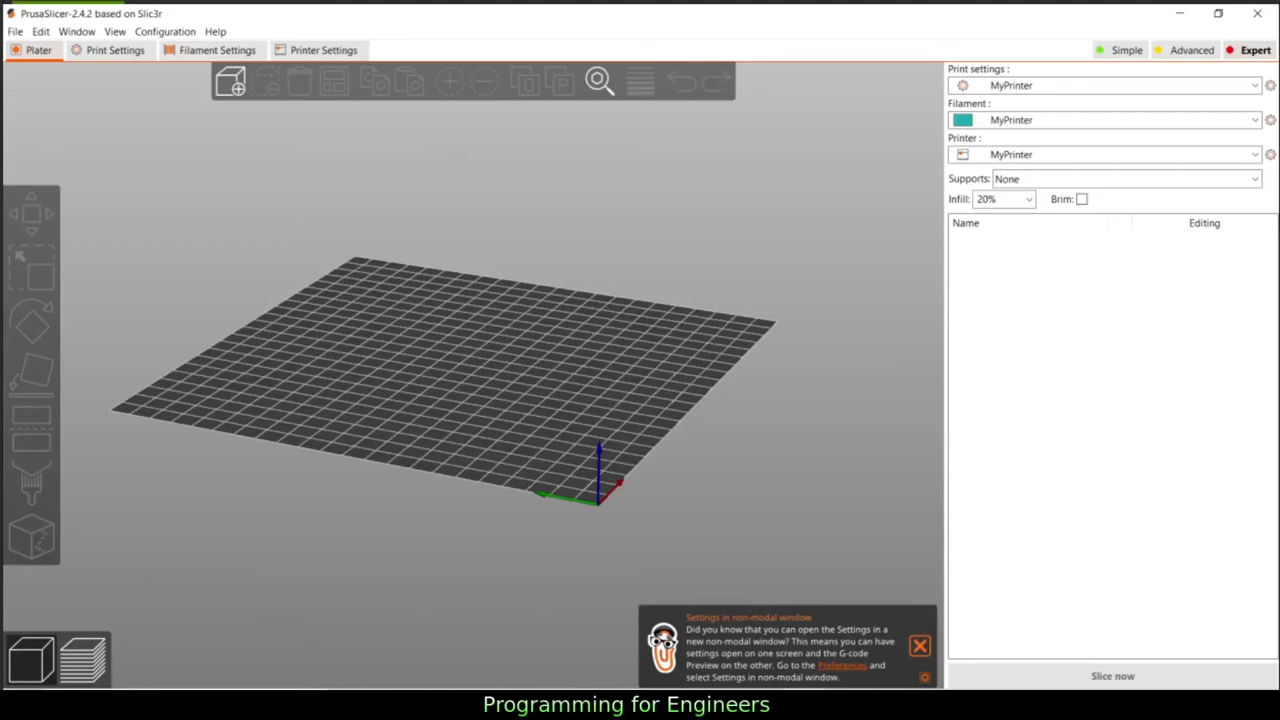 PrusaSlicer-2.4.2 based on Slic3r
File Edit Window View Configuration Help
Plater Print Settings Filament Settings Printer Settings Simple Advanced Expert
Print settings :
MyPrinter
Filament :
MyPrinter
Printer :
MyPrinter
Supports: None
Infill: 20% Brim:
Name Editing
Settings in non-modal window
Did you know that you can open the Settings in a
new non-modal window? This means you can have
settings open on one screen and the G-code
Preview on the other. Go to the Preferences and
select Settings in non-modal window.
Slice now
Programming for Engineers